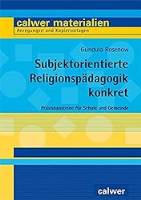 calwer materialien
Anregungen und Kopiervorlagen
Gundula Rosenow
Subjektorientierte
Religionspädagogik
konkret
Praxisbausteine für Schule und Gemeinde
calwer